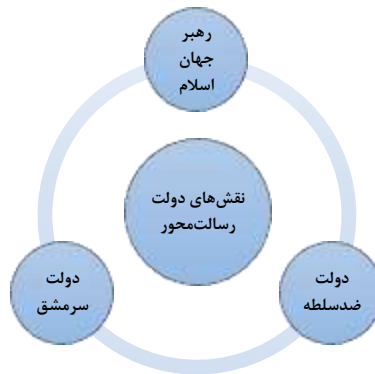 رهبر
جهان
اسلام
نقش‌های دولت
رسالت‌محور
دولت
ضدسلطه
دولت
سرمشق